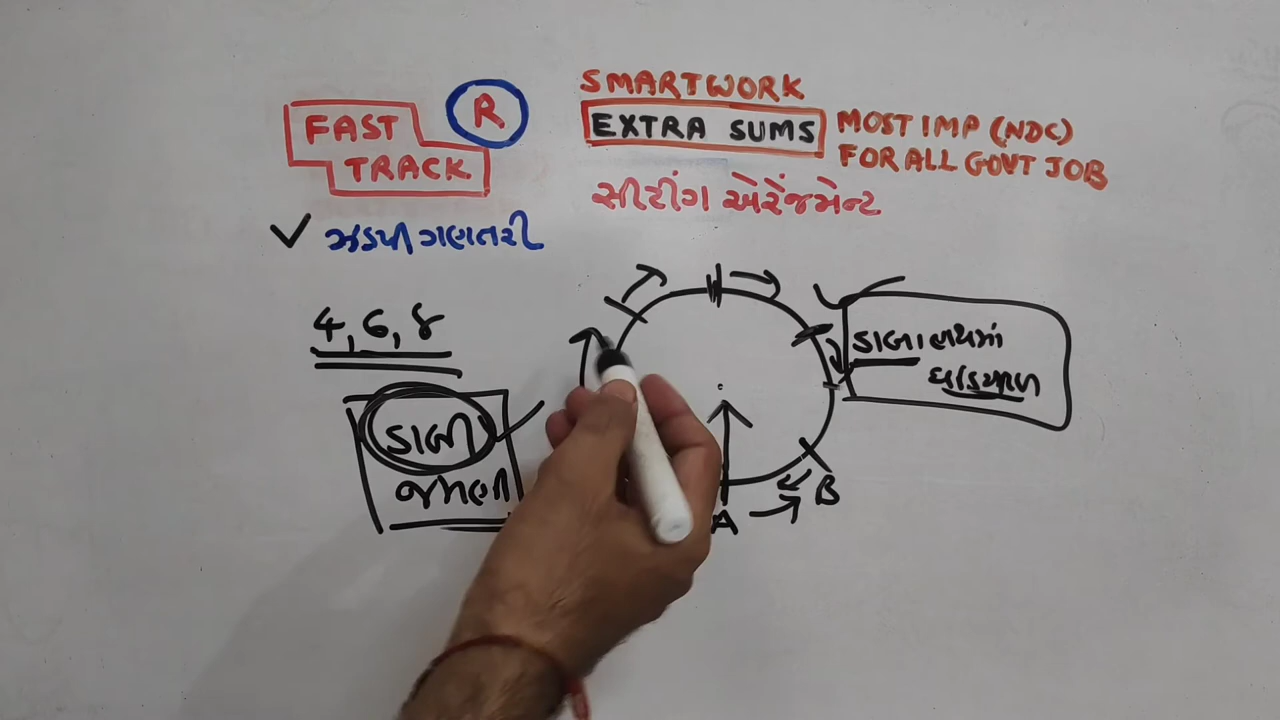 FAST
TRACK
R
SMARTWORK
EXTRA SUMS
MOST IMP (NDC)
FOR ALL GOVT JOB
સીટીંગ એરેંજમેન્ટ
ઝડપી ગણતરી
4, 6, 8
ડાબી
જમણી
ડાબા હાથમાં
ઘડિયાળ
A
B